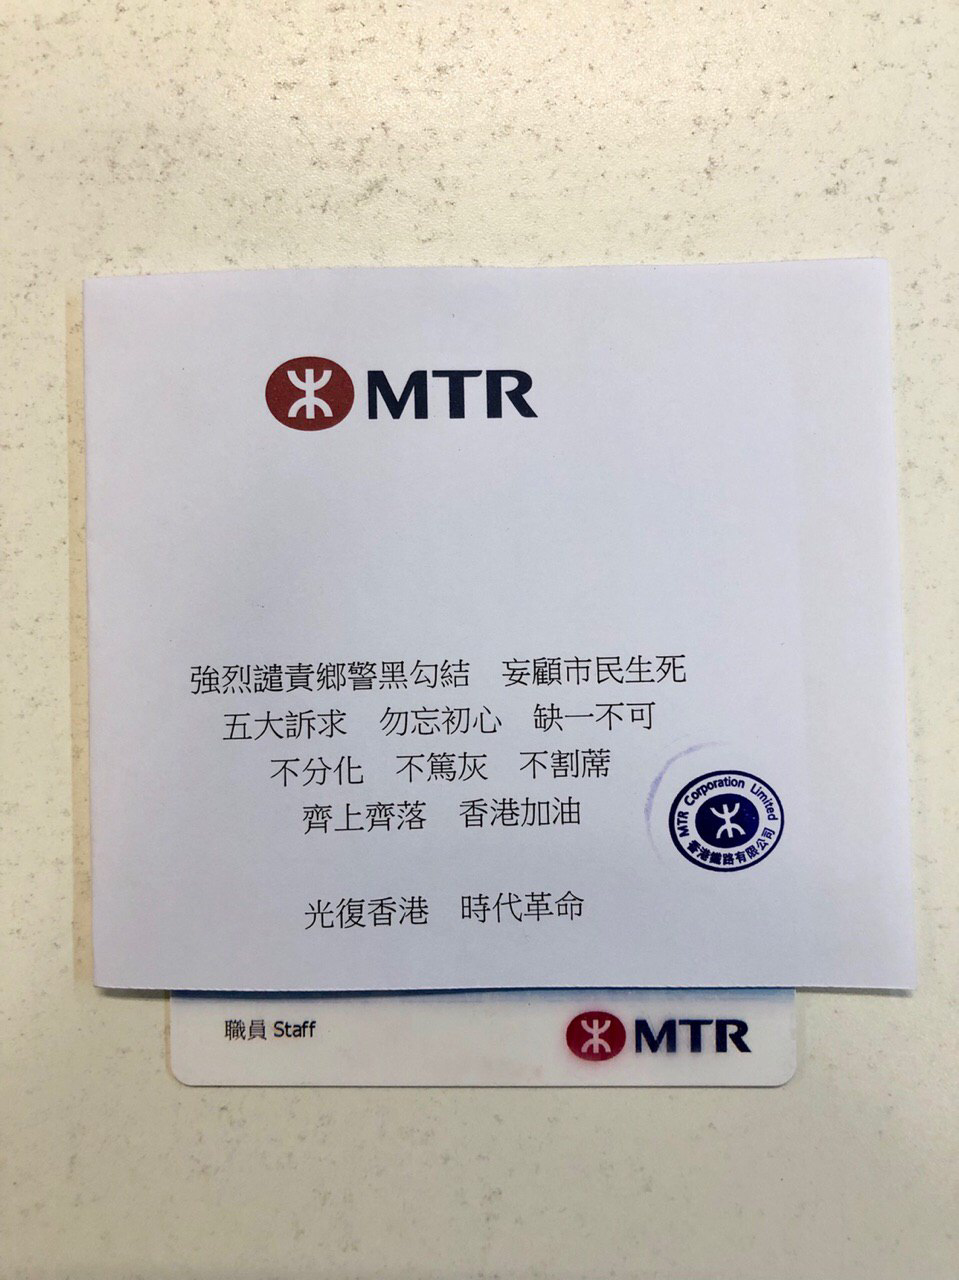 MTR
強烈譴責鄉警黑勾結　妄顧市民生死
五大訴求　勿忘初心　缺一不可
不分化　不篤灰　不割蓆
齊上齊落　香港加油
MTR Corporation Limited
香港鐵路有限公司
光復香港　時代革命
職員 Staff
MTR